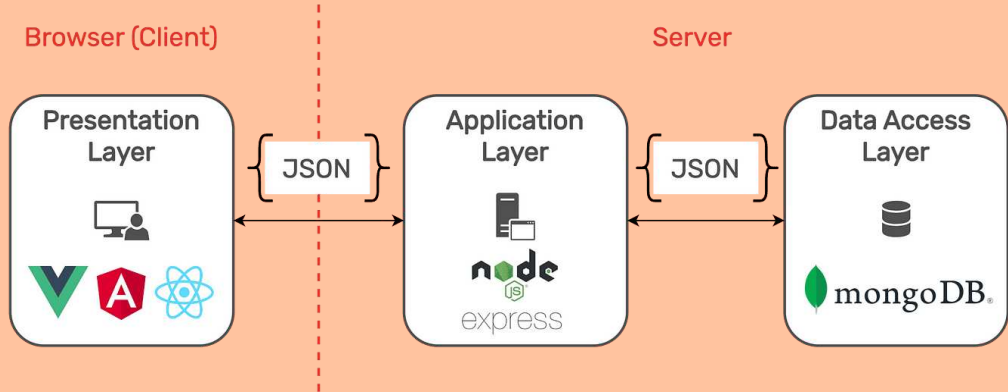 Browser (Client)
Server
Presentation
Layer
{ JSON }
Application
Layer
{ JSON }
Data Access
Layer
A
node
JS
express
mongoDB®